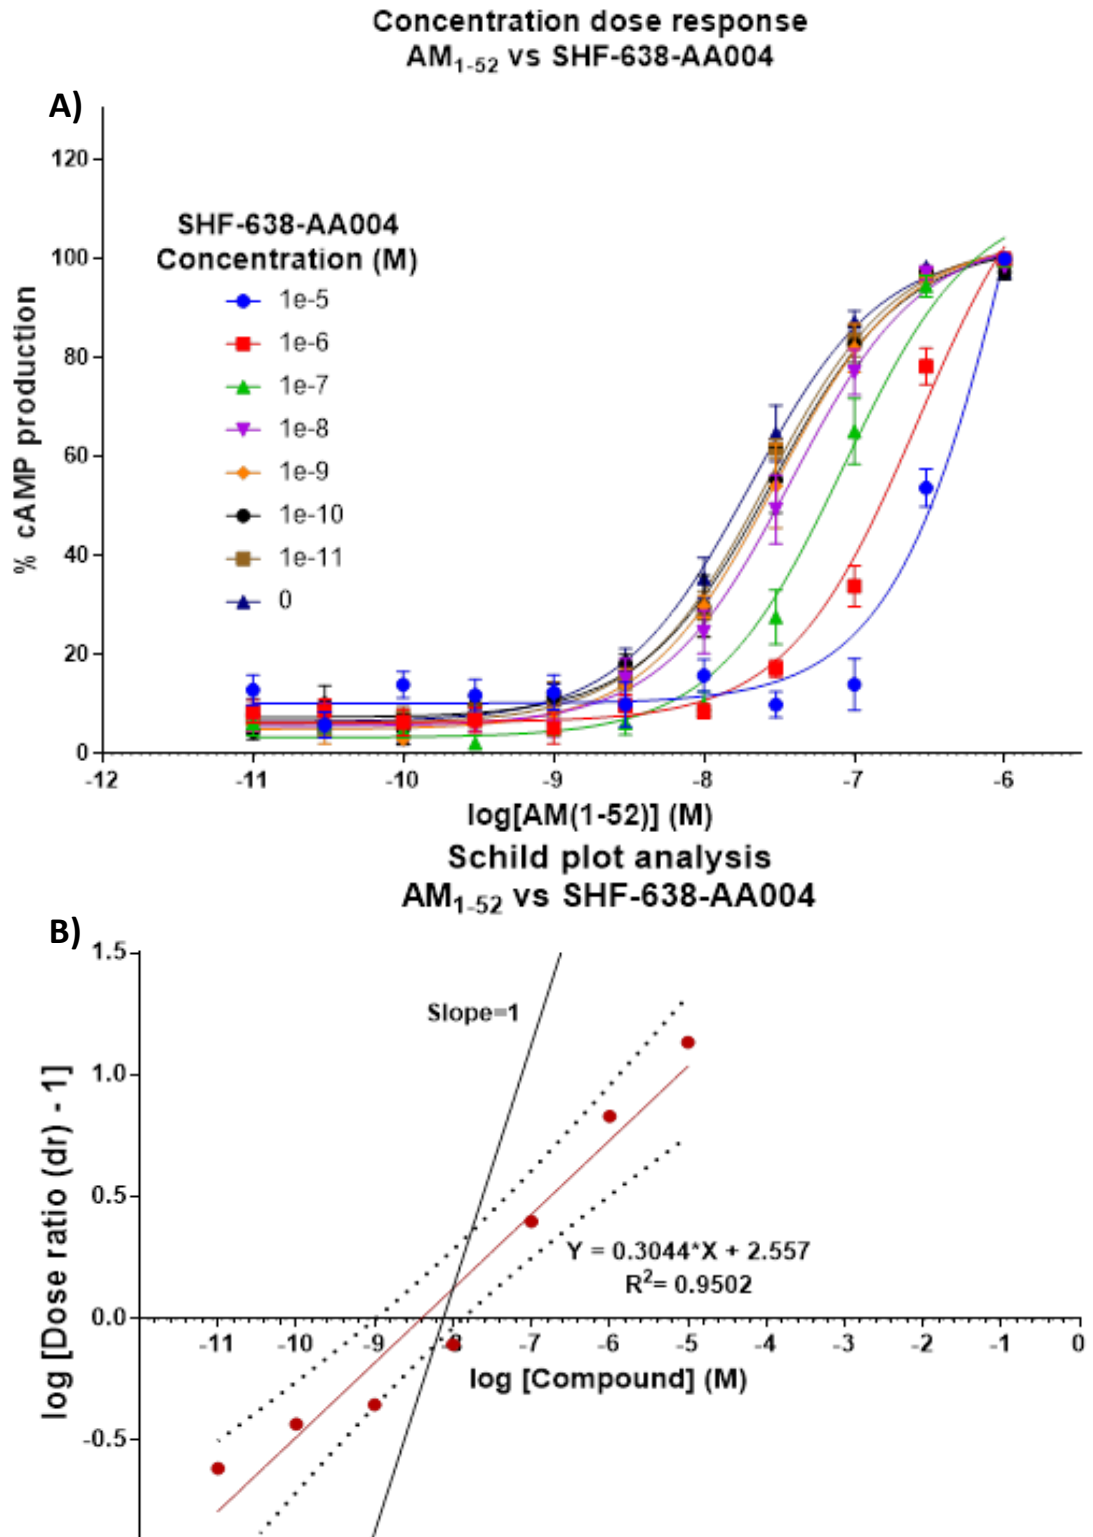 Concentration dose response
AM₁₋₅₂ vs SHF-638-AA004
A)
120
100
80
60
40
20
0
% cAMP production
SHF-638-AA004
Concentration (M)
1e-5
1e-6
1e-7
1e-8
1e-9
1e-10
1e-11
0
-12 -11 -10 -9 -8 -7 -6
log[AM(1-52)] (M)
Schild plot analysis
AM₁₋₅₂ vs SHF-638-AA004
B)
1.5
1.0
0.5
0.0
-0.5
log [Dose ratio (dr) - 1]
Slope=1
Y = 0.3044*X + 2.557
R²= 0.9502
-11 -10 -9 -8 -7 -6 -5 -4 -3 -2 -1 0
log [Compound] (M)